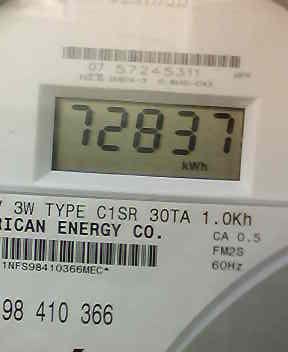 07 57245311
72837
kWh
3W TYPE C1SR 30TA 1.0Kh
RICAN ENERGY CO.
CA 0.5
FM2S
60Hz
1NFS98410366MEC*
98 410 366